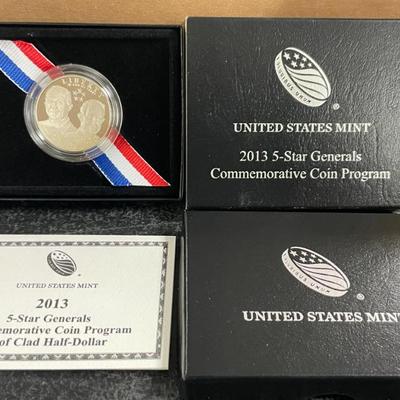 LIBERTY
UNITED STATES MINT
2013 5-Star Generals
Commemorative Coin Program
UNITED STATES MINT
2013
5-Star Generals
emorative Coin Program
of Clad Half-Dollar
UNITED STATES MINT